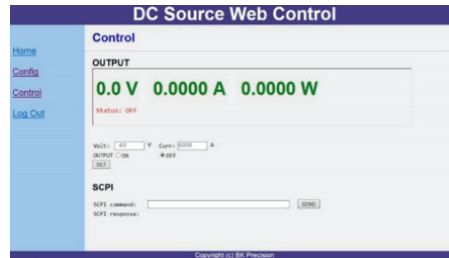 DC Source Web Control
Home
Config
Control
Log Out
Control
OUTPUT
0.0 V 0.0000 A 0.0000 W
Status: OFF
Volt: V Curr: A
OUTPUT ON OFF
SET
SCPI
SCPI command: SEND
SCPI response:
Copyright (c) BK Precision